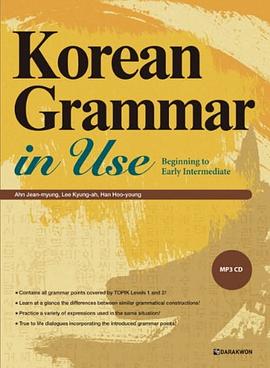 Korean
Grammar
in Use
Beginning to
Early Intermediate
Ahn Jean-myung, Lee Kyung-ah, Han Hoo-young
MP3 CD
• Contains all grammar points covered by TOPIK Levels 1 and 2!
• Learn at a glance the differences between similar grammatical constructions!
• Practice a variety of expressions used in the same situation!
• True to life dialogues incorporating the introduced grammar points!
DARAKWON